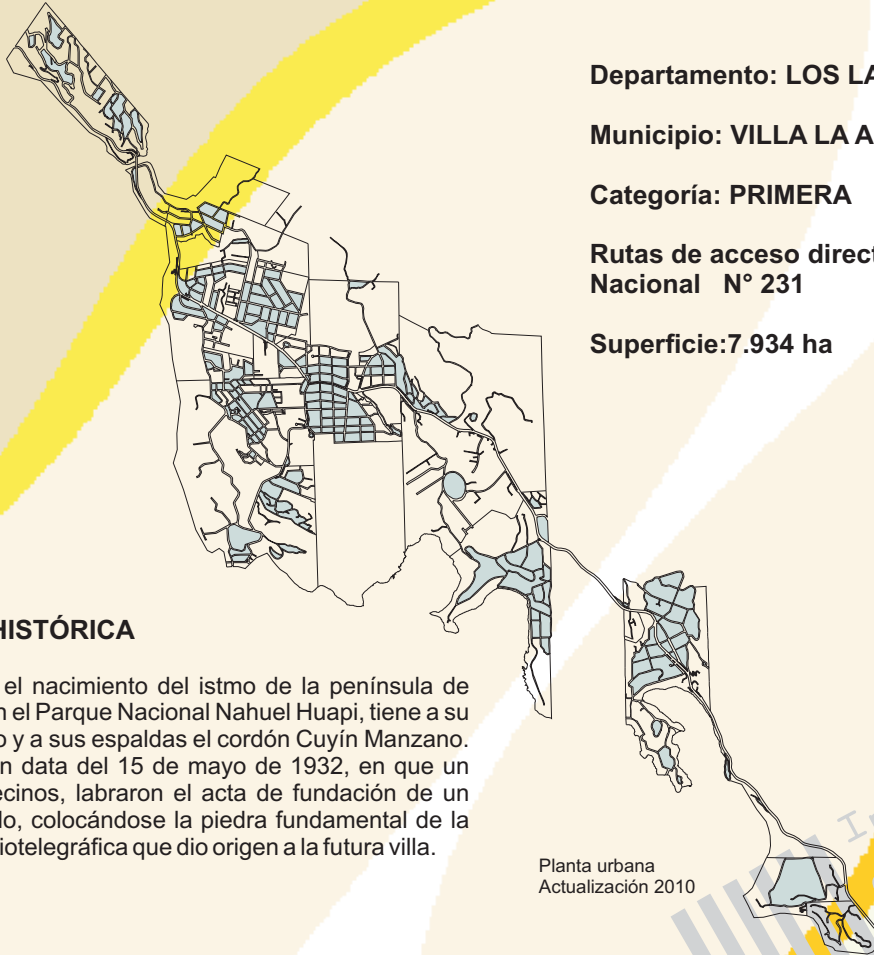 Departamento: LOS LA
Municipio: VILLA LA A
Categoría: PRIMERA
Rutas de acceso direct
Nacional N° 231
Superficie:7.934 ha
HISTÓRICA
el nacimiento del istmo de la península de
n el Parque Nacional Nahuel Huapi, tiene a su
o y a sus espaldas el cordón Cuyín Manzano.
n data del 15 de mayo de 1932, en que un
ecinos, labraron el acta de fundación de un
do, colocándose la piedra fundamental de la
iotelegráfica que dio origen a la futura villa.
Planta urbana
Actualización 2010